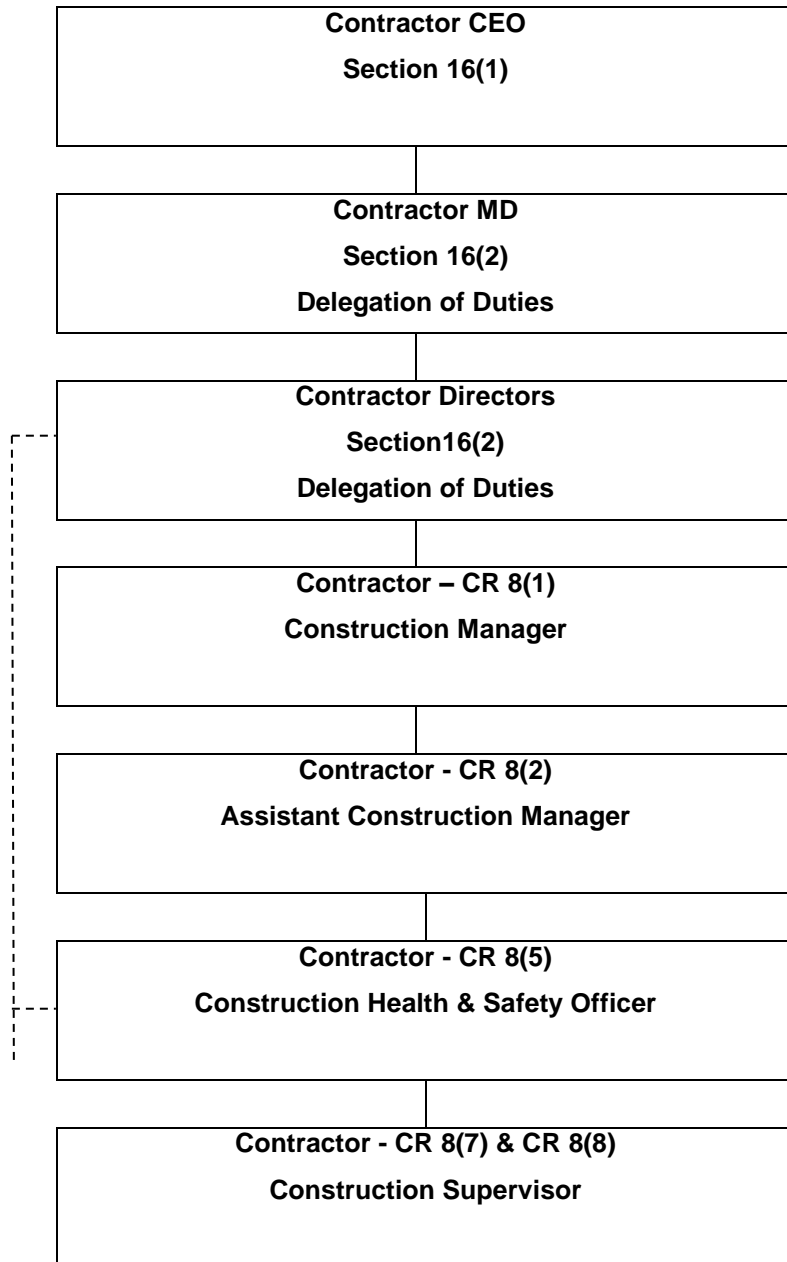 Contractor CEO
Section 16(1)
Contractor MD
Section 16(2)
Delegation of Duties
Contractor Directors
Section16(2)
Delegation of Duties
Contractor – CR 8(1)
Construction Manager
Contractor - CR 8(2)
Assistant Construction Manager
Contractor - CR 8(5)
Construction Health & Safety Officer
Contractor - CR 8(7) & CR 8(8)
Construction Supervisor